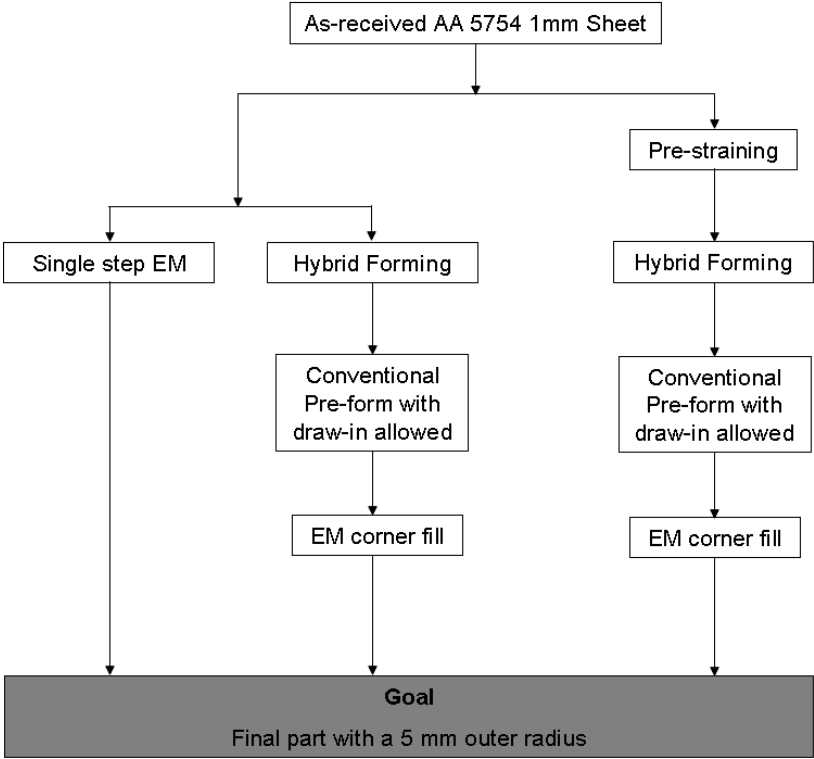 As-received AA 5754 1mm Sheet
Pre-straining
Single step EM
Hybrid Forming
Hybrid Forming
Conventional
Pre-form with
draw-in allowed
Conventional
Pre-form with
draw-in allowed
EM corner fill
EM corner fill
Goal
Final part with a 5 mm outer radius